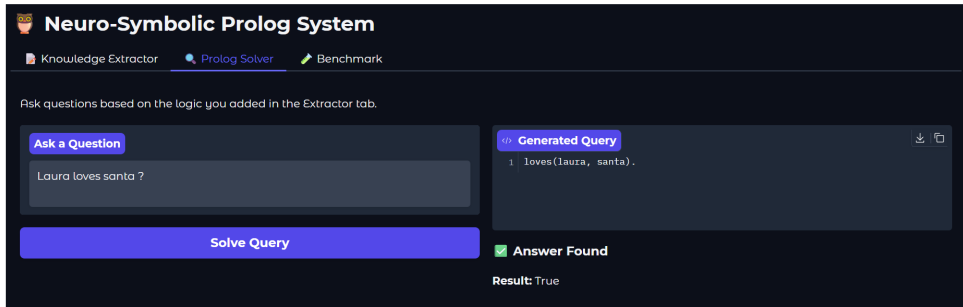 Neuro-Symbolic Prolog System
Knowledge Extractor
Prolog Solver
Benchmark
Ask questions based on the logic you added in the Extractor tab.
Ask a Question
Laura loves santa ?
Solve Query
</> Generated Query
1 loves(laura, santa).
Answer Found
Result: True